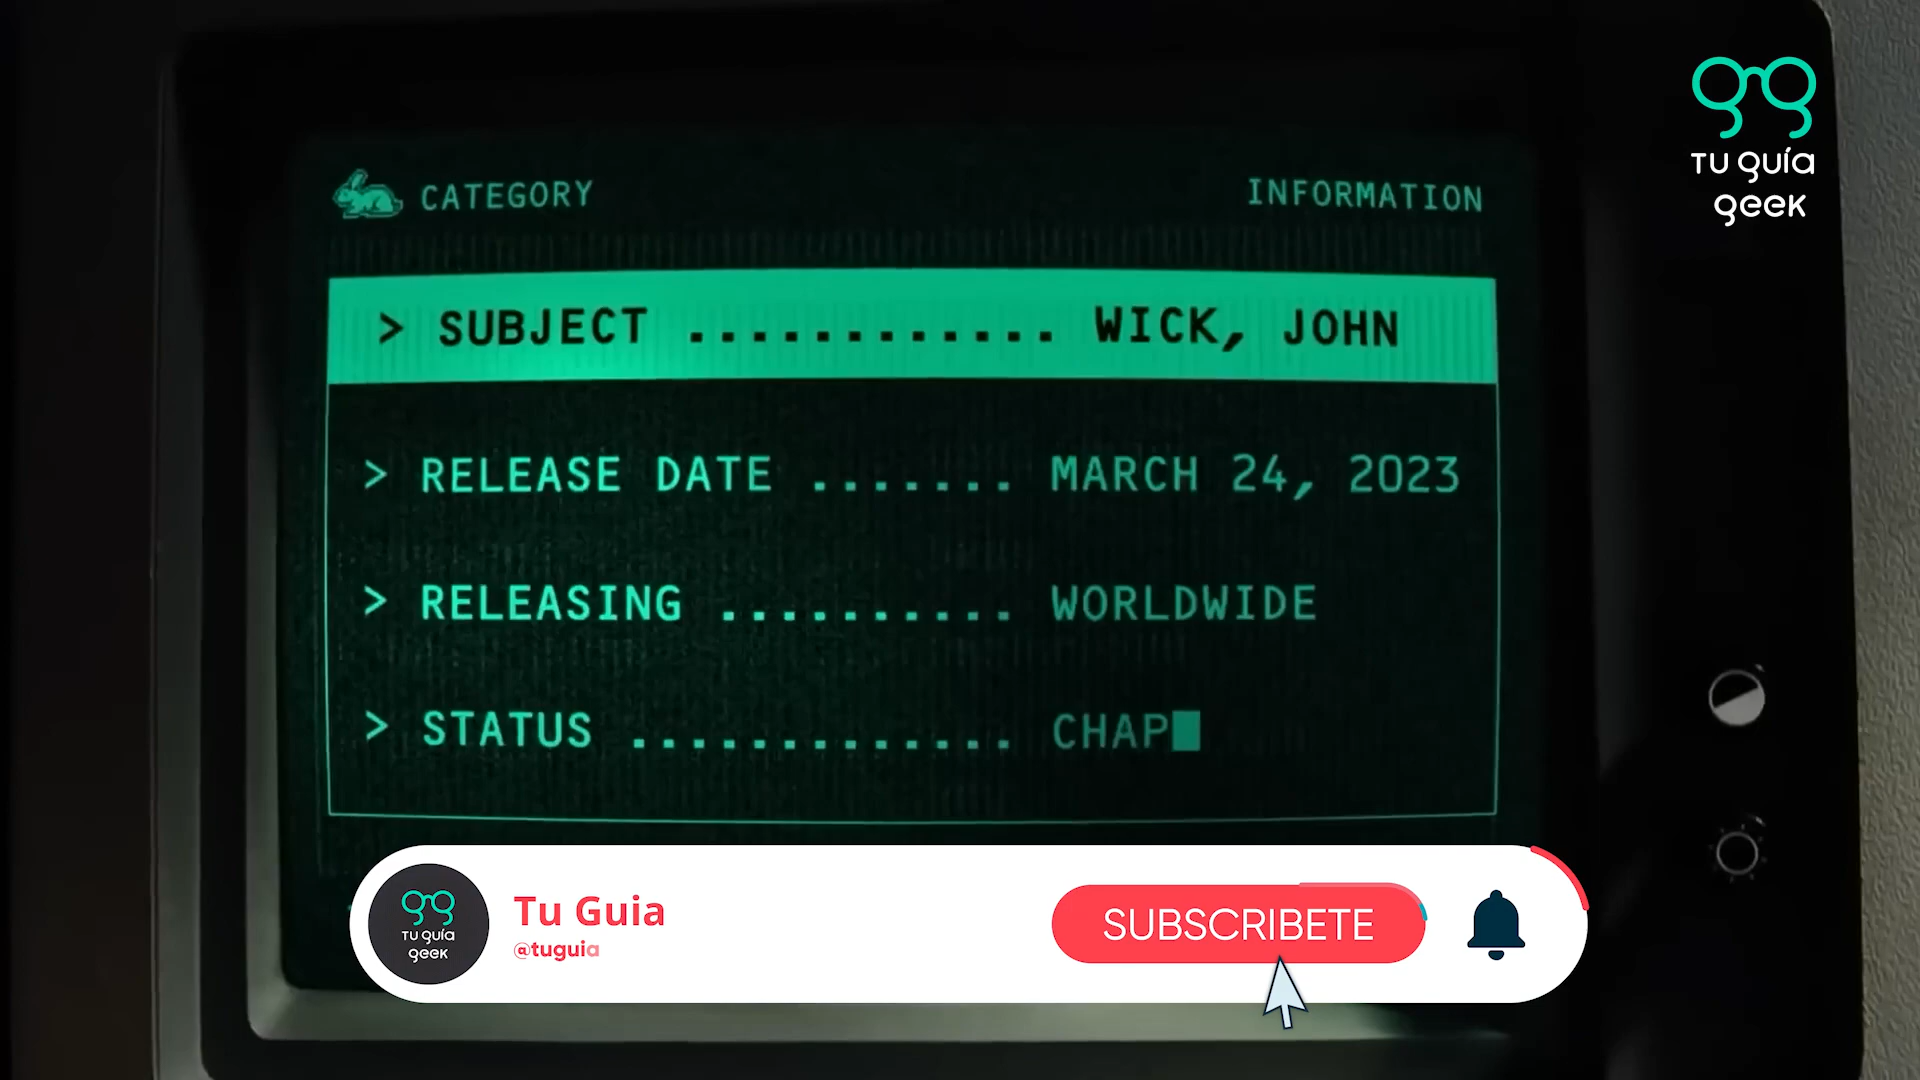 CATEGORY INFORMATION
TU guía
geek
> SUBJECT ............ WICK, JOHN
> RELEASE DATE ....... MARCH 24, 2023
> RELEASING .......... WORLDWIDE
> STATUS ............. CHAP
Tu Guia
@tuguia
SUBSCRIBETE
TU guía
geek